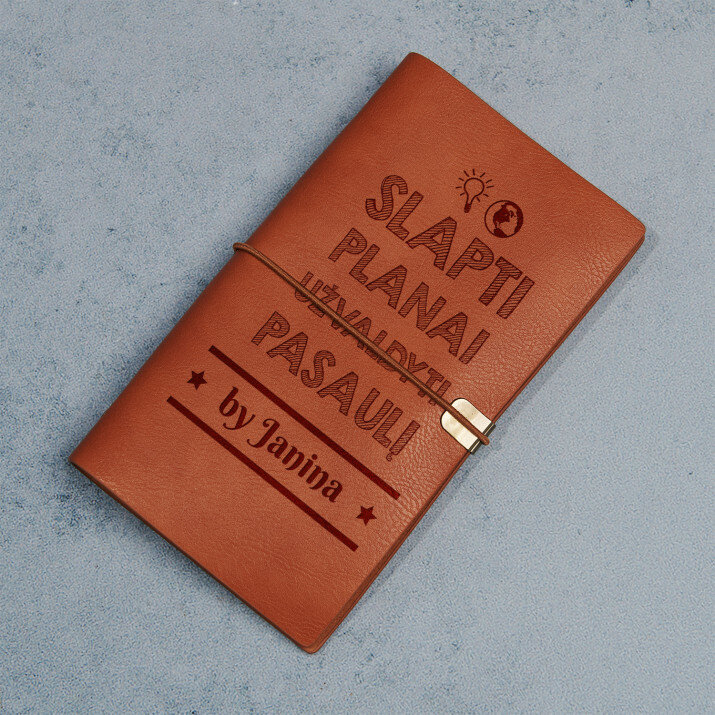 SLAPTI
PLANAI
UŽVALDYTI
PASAULĮ
by Janina